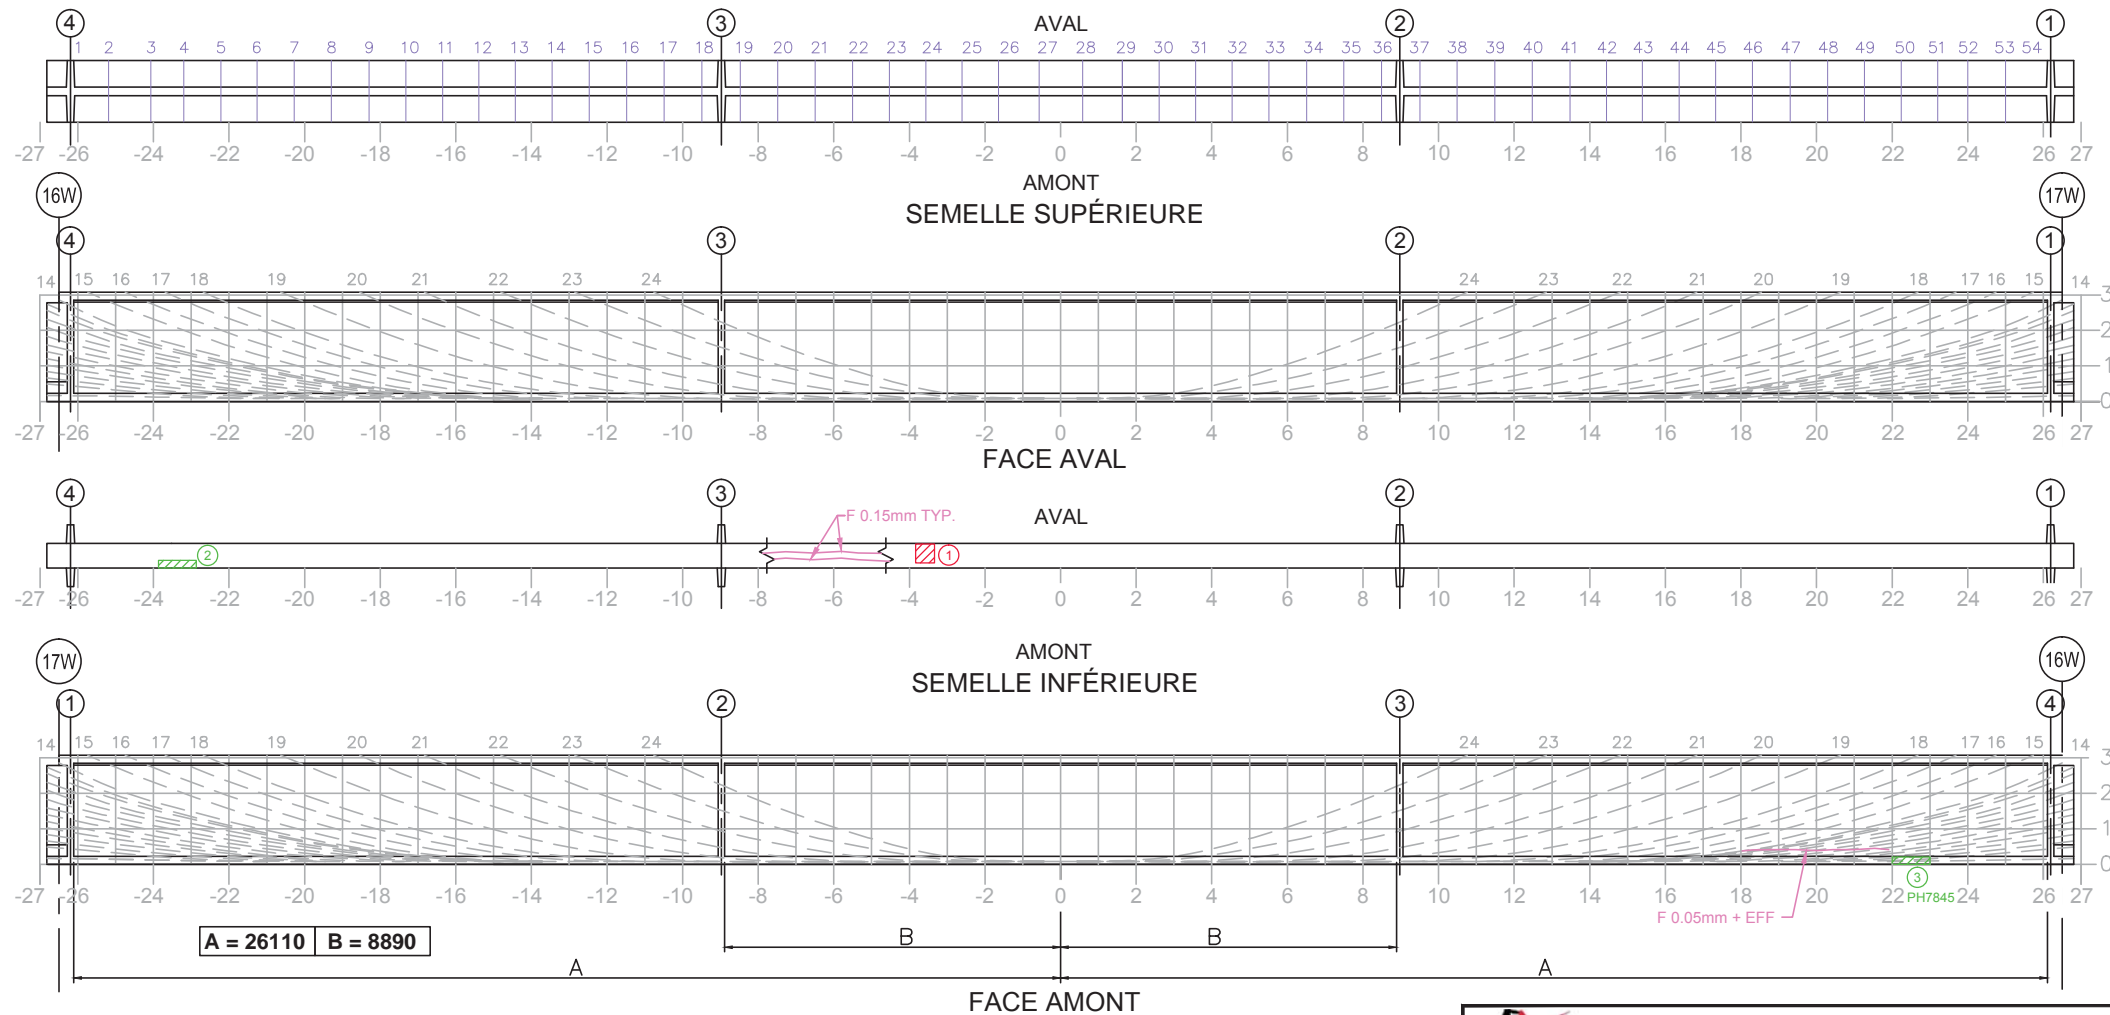 4 3 AVAL 2 1
1 2 3 4 5 6 7 8 9 10 11 12 13 14 15 16 17 18 19 20 21 22 23 24 25 26 27 28 29 30 31 32 33 34 35 36 37 38 39 40 41 42 43 44 45 46 47 48 49 50 51 52 53 54
-27 -26 -24 -22 -20 -18 -16 -14 -12 -10 -8 -6 -4 -2 0 2 4 6 8 10 12 14 16 18 20 22 24 26 27
AMONT
16W SEMELLE SUPÉRIEURE 17W
4 3 2 1
14 15 16 17 18 19 20 21 22 23 24 24 23 22 21 20 19 18 17 16 15 14
3
2
1
0
-27 -26 -24 -22 -20 -18 -16 -14 -12 -10 -8 -6 -4 -2 0 2 4 6 8 10 12 14 16 18 20 22 24 26 27
FACE AVAL
4 3 2 1
F 0.15mm TYP. AVAL
2 1
-27 -26 -24 -22 -20 -18 -16 -14 -12 -10 -8 -6 -4 -2 0 2 4 6 8 10 12 14 16 18 20 22 24 26 27
AMONT
17W SEMELLE INFÉRIEURE 16W
1 2 3 4
14 15 16 17 18 19 20 21 22 23 24 24 23 22 21 20 19 18 17 16 15 14
3
2
1
0
3
-27 -26 -24 -22 -20 -18 -16 -14 -12 -10 -8 -6 -4 -2 0 2 4 6 8 10 12 14 16 18 20 22 PH7845 24 26 27
F 0.05mm + EFF
A = 26110 B = 8890
B B
A A
FACE AMONT